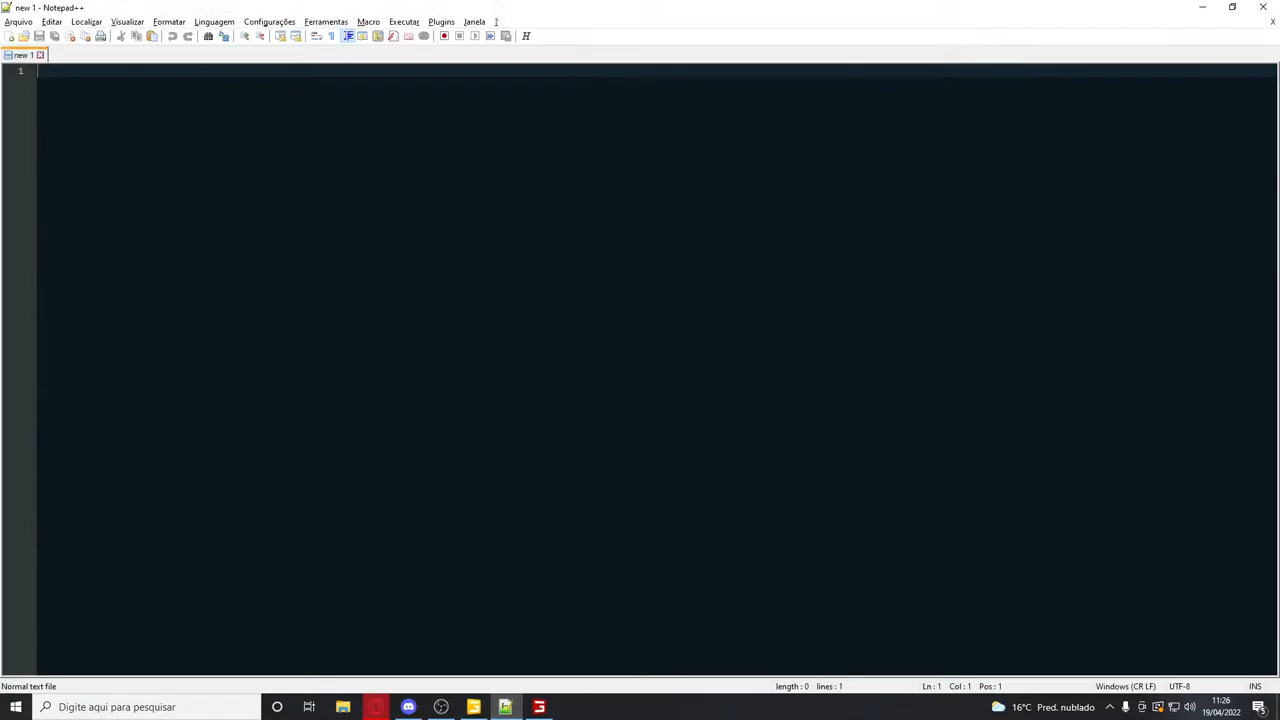 new 1 - Notepad++
Arquivo Editar Localizar Visualizar Formatar Linguagem Configurações Ferramentas Macro Executar Plugins Janela ?
X
H
new 1
1
Normal text file length : 0 lines : 1 Ln : 1 Col : 1 Pos : 1 Windows (CR LF) UTF-8 INS
Digite aqui para pesquisar
16°C Pred. nublado
11:26
19/04/2022